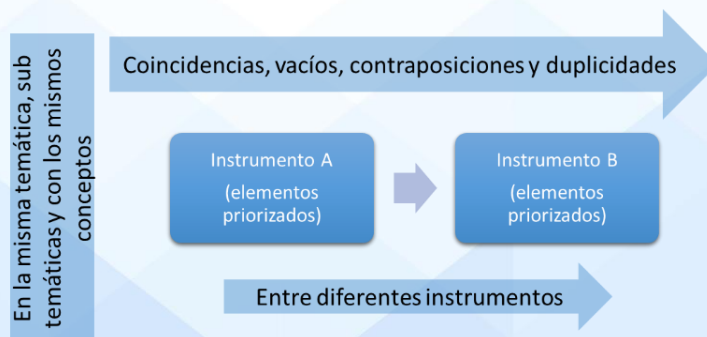 En la misma temática, sub
temáticas y con los mismos
conceptos
Coincidencias, vacíos, contraposiciones y duplicidades
Instrumento A
(elementos
priorizados)
Instrumento B
(elementos
priorizados)
Entre diferentes instrumentos